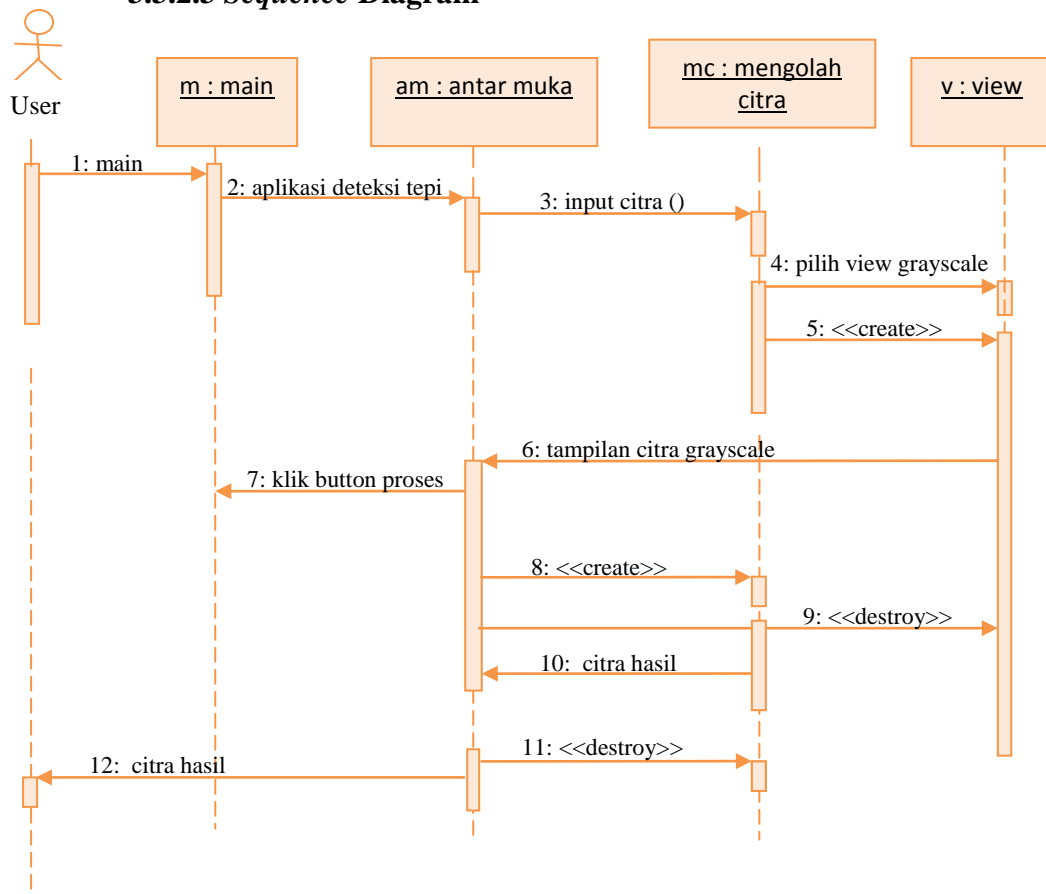 3.3.2.3 Sequence Diagram
User
m : main
am : antar muka
mc : mengolah
citra
v : view
1: main
2: aplikasi deteksi tepi
3: input citra ()
4: pilih view grayscale
5: <<create>>
6: tampilan citra grayscale
7: klik button proses
8: <<create>>
9: <<destroy>>
10:  citra hasil
11: <<destroy>>
12:  citra hasil